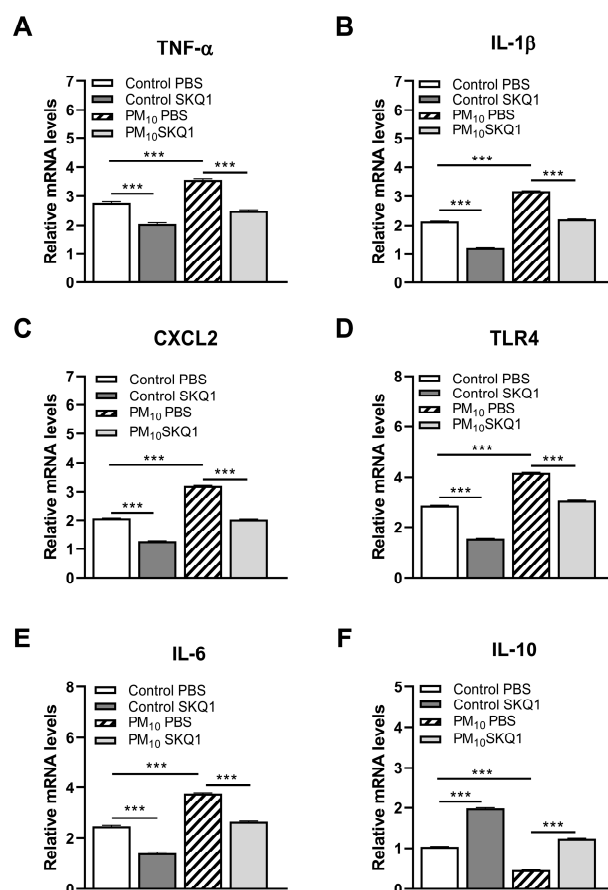 A
TNF-α
Relative mRNA levels
7
6
5
4
3
2
1
0
Control PBS
Control SKQ1
PM10 PBS
PM10SKQ1
***
***
***
B
IL-1β
Relative mRNA levels
7
6
5
4
3
2
1
0
Control PBS
Control SKQ1
PM10 PBS
PM10SKQ1
***
***
***
C
CXCL2
Relative mRNA levels
7
6
5
4
3
2
1
0
Control PBS
Control SKQ1
PM10 PBS
PM10SKQ1
***
***
***
D
TLR4
Relative mRNA levels
8
6
4
2
0
Control PBS
Control SKQ1
PM10 PBS
PM10SKQ1
***
***
***
E
IL-6
Relative mRNA levels
8
6
4
2
0
Control PBS
Control SKQ1
PM10 PBS
PM10 SKQ1
***
***
***
F
IL-10
Relative mRNA levels
5
4
3
2
1
0
Control PBS
Control SKQ1
PM10 PBS
PM10SKQ1
***
***
***